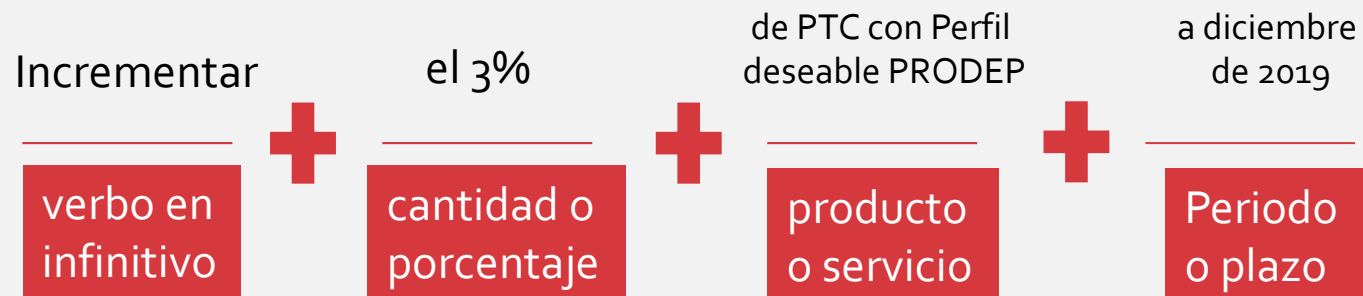 Incrementar
el 3%
de PTC con Perfil
deseable PRODEP
a diciembre
de 2019
verbo en
infinitivo
cantidad o
porcentaje
producto
o servicio
Periodo
o plazo